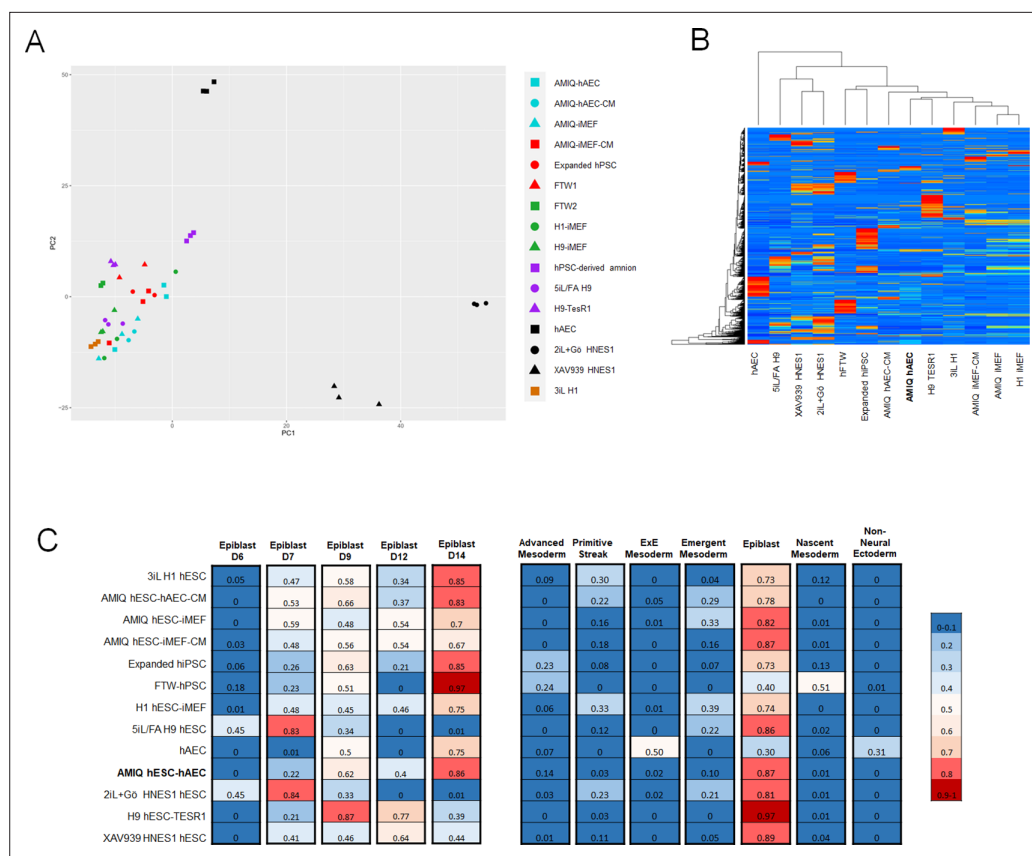 A
50
25
0
−25
PC2
0
20
40
PC1
AMIQ-hAEC
AMIQ-hAEC-CM
AMIQ-iMEF
AMIQ-iMEF-CM
Expanded hPSC
FTW1
FTW2
H1-iMEF
H9-iMEF
hPSC-derived amnion
5iL/FA H9
H9-TesR1
hAEC
2iL+Gö HNES1
XAV939 HNES1
3iL H1
B
hAEC
5iL/FA H9
XAV939 HNES1
2iL+Gö HNES1
hFTW
Expanded hiPSC
AMIQ hAEC-CM
AMIQ hAEC
H9 TESR1
3iL H1
AMIQ iMEF-CM
AMIQ iMEF
H1 iMEF
C
Epiblast D6 Epiblast D7 Epiblast D9 Epiblast D12 Epiblast D14 Advanced Mesoderm Primitive Streak ExE Mesoderm Emergent Mesoderm Epiblast Nascent Mesoderm Non-Neural Ectoderm
3iL H1 hESC 0.05 0.47 0.58 0.34 0.85 0.09 0.30 0 0.04 0.73 0.12 0
AMIQ hESC-hAEC-CM 0 0.53 0.66 0.37 0.83 0 0.22 0.05 0.29 0.78 0.01 0
AMIQ hESC-iMEF 0 0.59 0.48 0.54 0.7 0 0.16 0.01 0.33 0.82 0.01 0
AMIQ hESC-iMEF-CM 0.03 0.48 0.56 0.54 0.67 0 0.18 0 0.16 0.87 0.01 0
Expanded hiPSC 0.06 0.26 0.63 0.21 0.85 0.23 0.08 0 0.07 0.73 0.13 0
FTW-hPSC 0.18 0.23 0.51 0 0.97 0.24 0 0 0 0.40 0.51 0.01
H1 hESC-iMEF 0.01 0.48 0.45 0.46 0.75 0.06 0.33 0.01 0.39 0.74 0.01 0
5iL/FA H9 hESC 0.45 0.83 0.34 0 0.01 0 0.12 0 0.22 0.86 0.02 0
hAEC 0 0.01 0.5 0 0.75 0.07 0 0.50 0 0.30 0.06 0.31
AMIQ hESC-hAEC 0 0.22 0.62 0.4 0.86 0.14 0.03 0.02 0.10 0.87 0.01 0
2iL+Gö HNES1 hESC 0.45 0.84 0.33 0 0.01 0.03 0.23 0.02 0.21 0.81 0.01 0
H9 hESC-TESR1 0 0.21 0.87 0.77 0.39 0 0.03 0 0 0.97 0 0
XAV939 HNES1 hESC 0 0.41 0.46 0.64 0.44 0.01 0.11 0 0.05 0.89 0.01 0
0-0.1
0.2
0.3
0.4
0.5
0.6
0.7
0.8
0.9-1